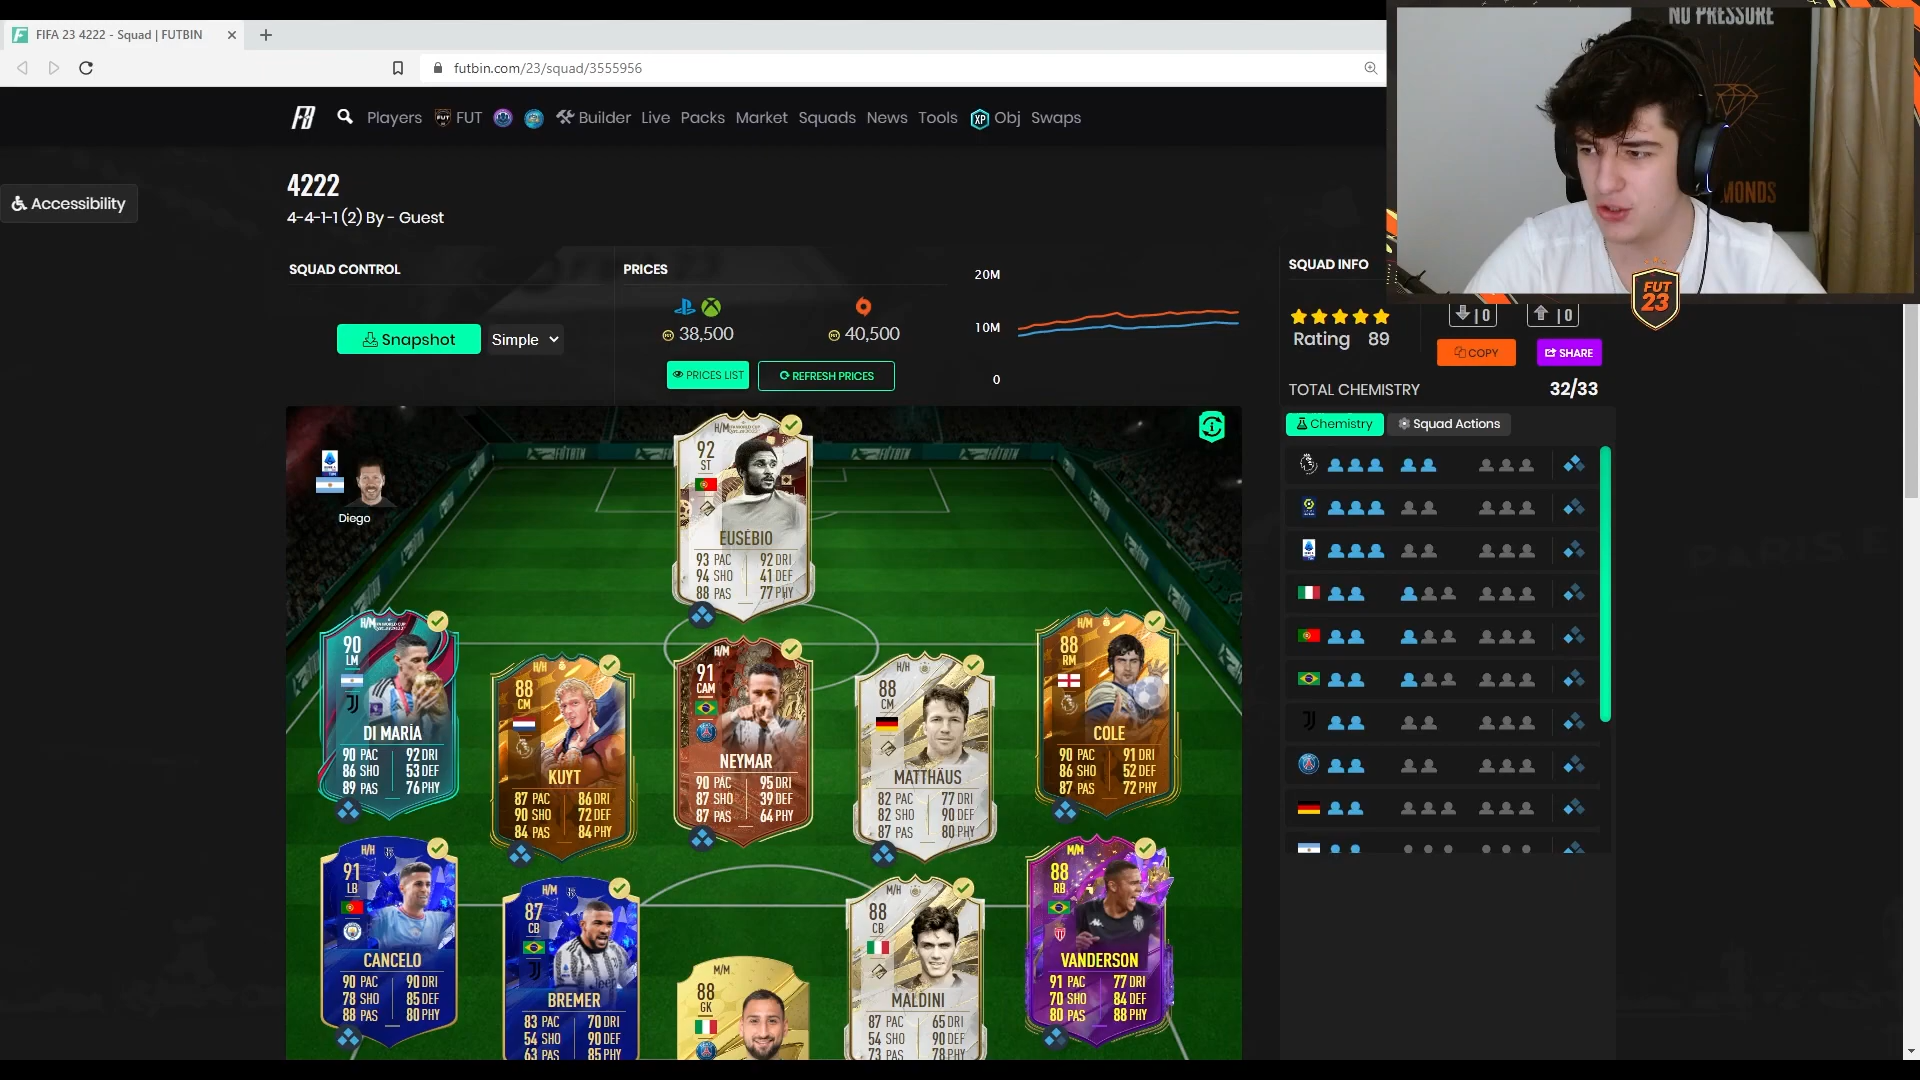 FIFA 23 4222 - Squad | FUTBIN
futbin.com/23/squad/3555956
NO PRESSURE
MONDS
Players FUT Builder Live Packs Market Squads News Tools XP Obj Swaps
Accessibility
4222
4-4-1-1 (2) By - Guest
SQUAD CONTROL
Snapshot Simple
PRICES
38,500 40,500
PRICES LIST REFRESH PRICES
20M
10M
0
SQUAD INFO
FUT
23
Rating 89
| 0 | 0
COPY SHARE
TOTAL CHEMISTRY 32/33
Chemistry Squad Actions
Diego
H/M
92
ST
EUSÉBIO
93 PAC 92 DRI
94 SHO 41 DEF
88 PAS 77 PHY
H/M
90
LM
DI MARÍA
90 PAC 92 DRI
86 SHO 53 DEF
89 PAS 76 PHY
H/H
88
CM
KUYT
87 PAC 86 DRI
90 SHO 72 DEF
84 PAS 84 PHY
H/M
91
CAM
NEYMAR
90 PAC 95 DRI
87 SHO 39 DEF
87 PAS 64 PHY
H/H
88
CM
MATTHÄUS
82 PAC 77 DRI
82 SHO 90 DEF
87 PAS 80 PHY
H/M
88
RM
COLE
90 PAC 91 DRI
86 SHO 52 DEF
87 PAS 72 PHY
H/H
91
LB
CANCELO
90 PAC 90 DRI
78 SHO 85 DEF
88 PAS 80 PHY
H/M
87
CB
BREMER
83 PAC 70 DRI
54 SHO 90 DEF
63 PAS 85 PHY
M/M
88
GK
M/H
88
CB
MALDINI
87 PAC 65 DRI
54 SHO 90 DEF
73 PAS 78 PHY
M/M
88
RB
VANDERSON
91 PAC 77 DRI
70 SHO 84 DEF
80 PAS 88 PHY